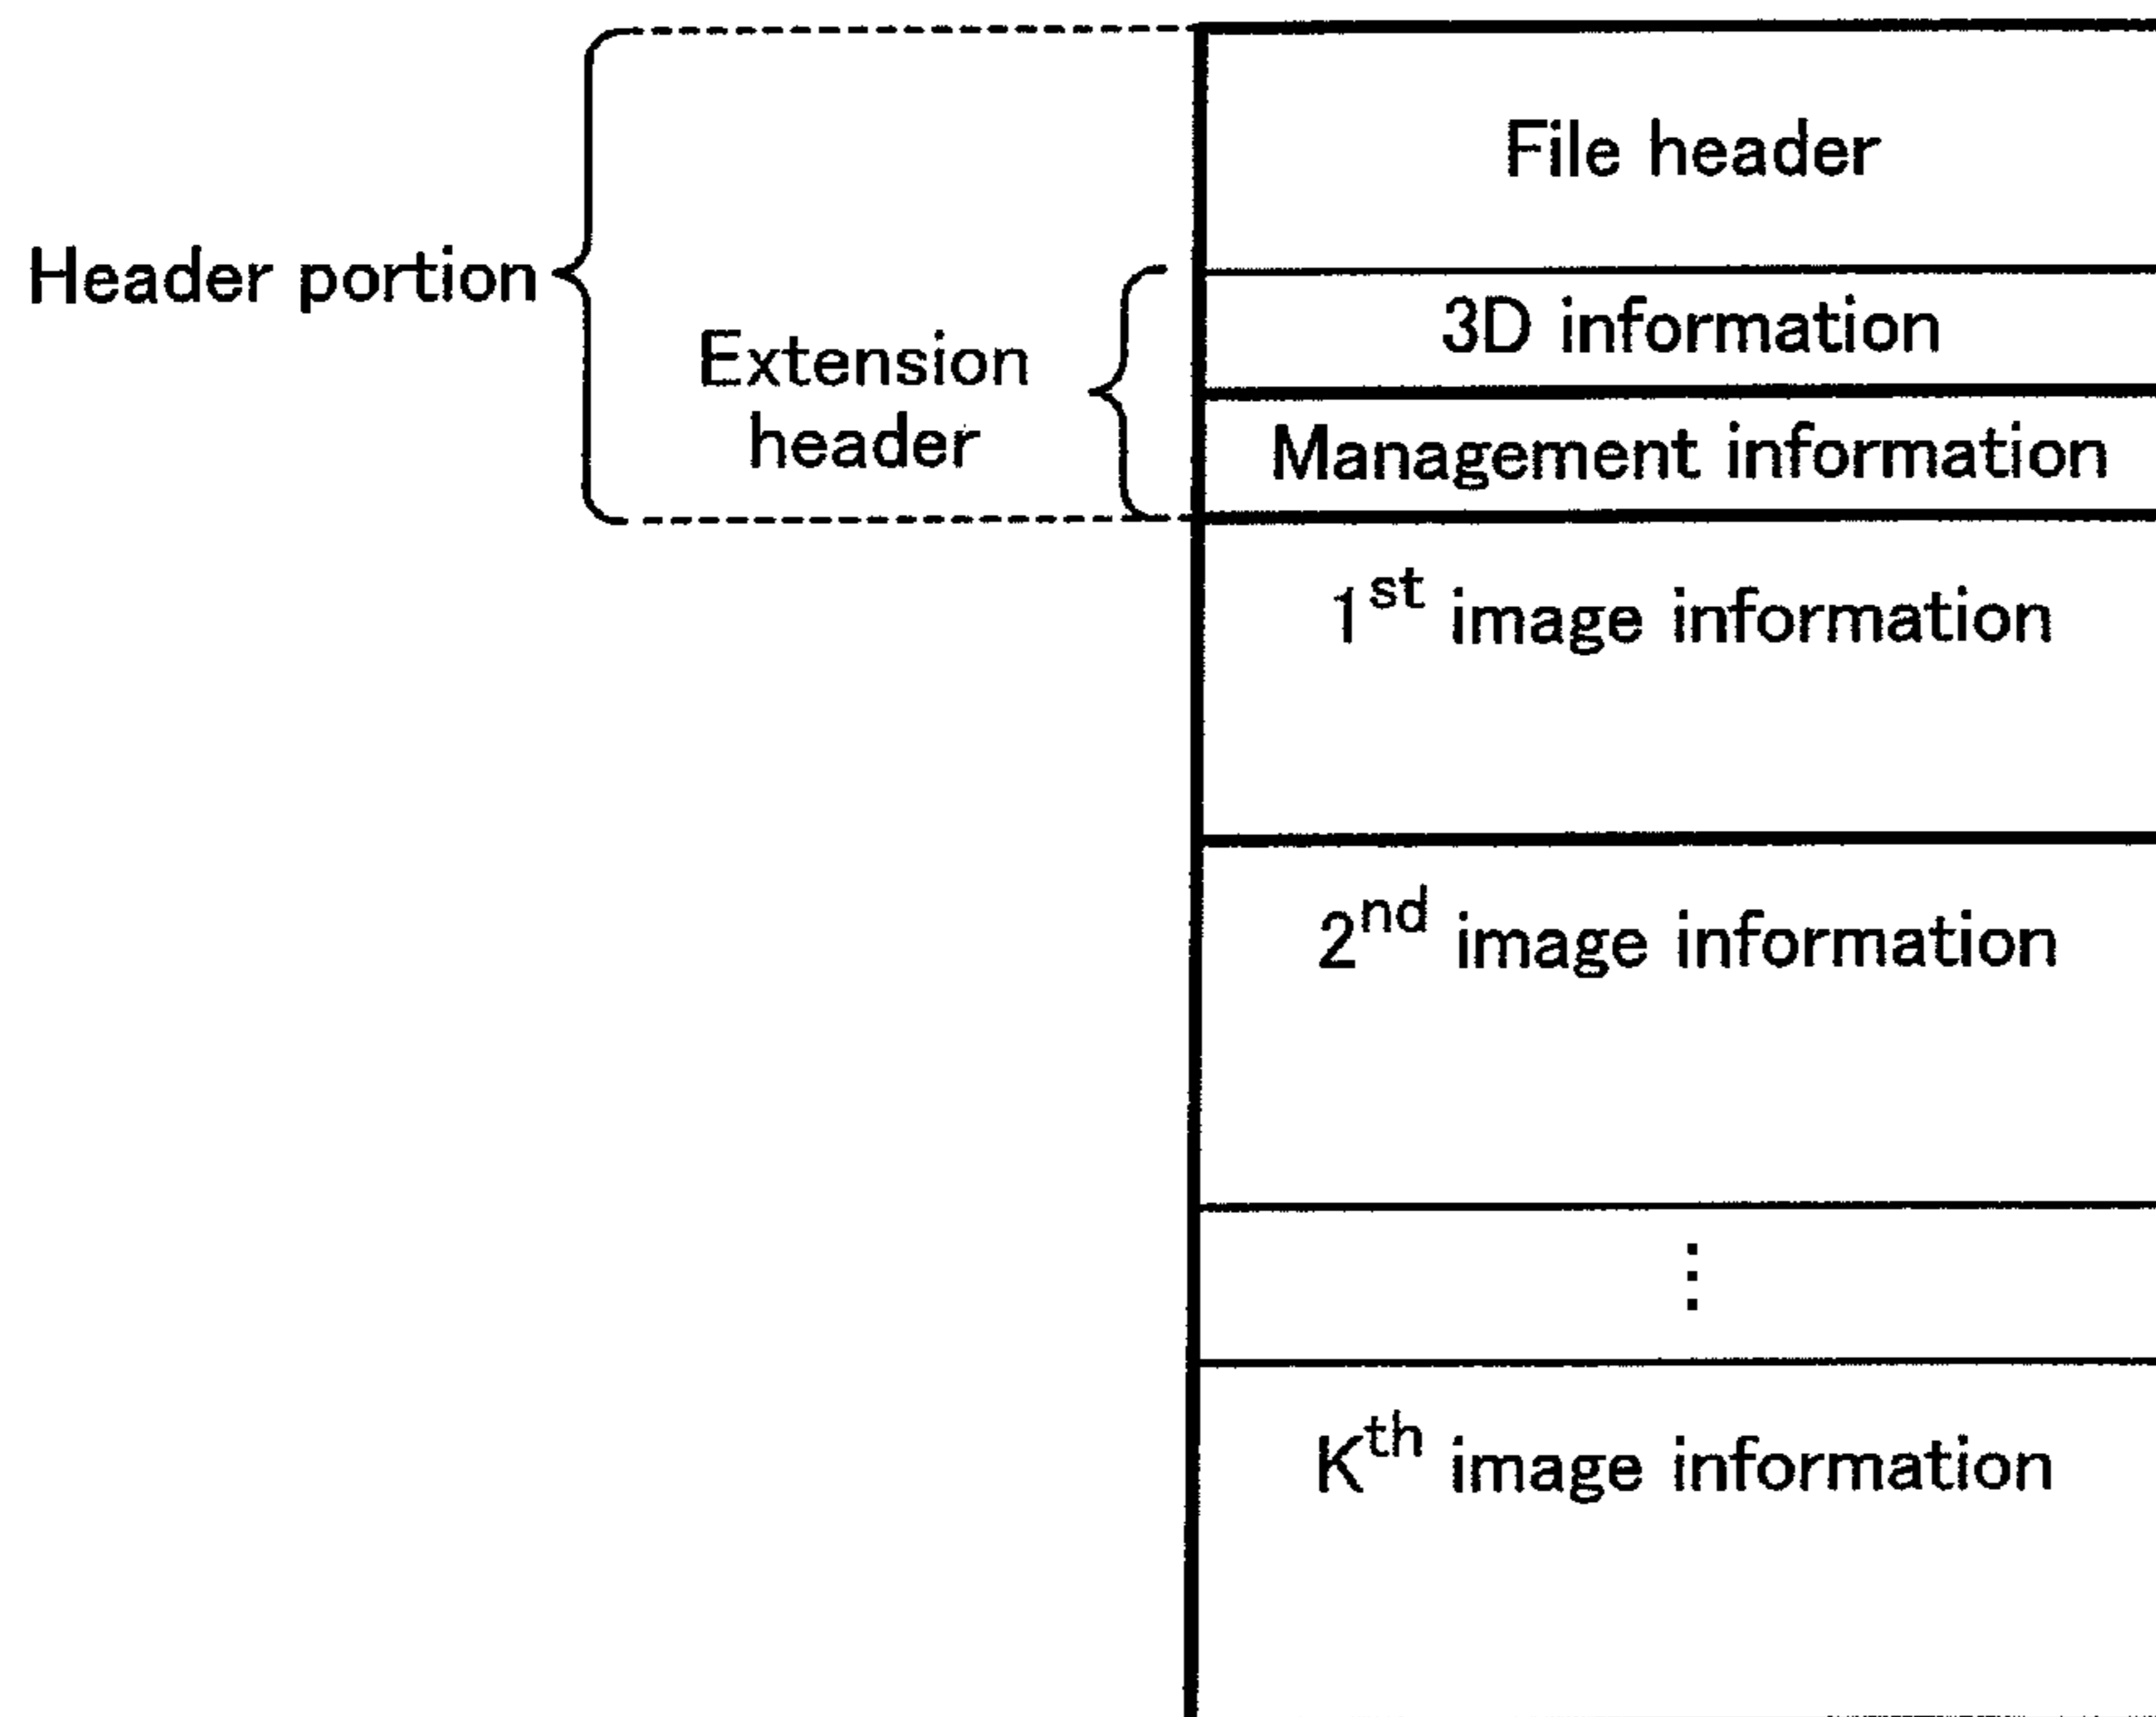 File header
Header portion
3D information
Extension
header
Management information
1st image information
2nd image information
⋮
Kth image information